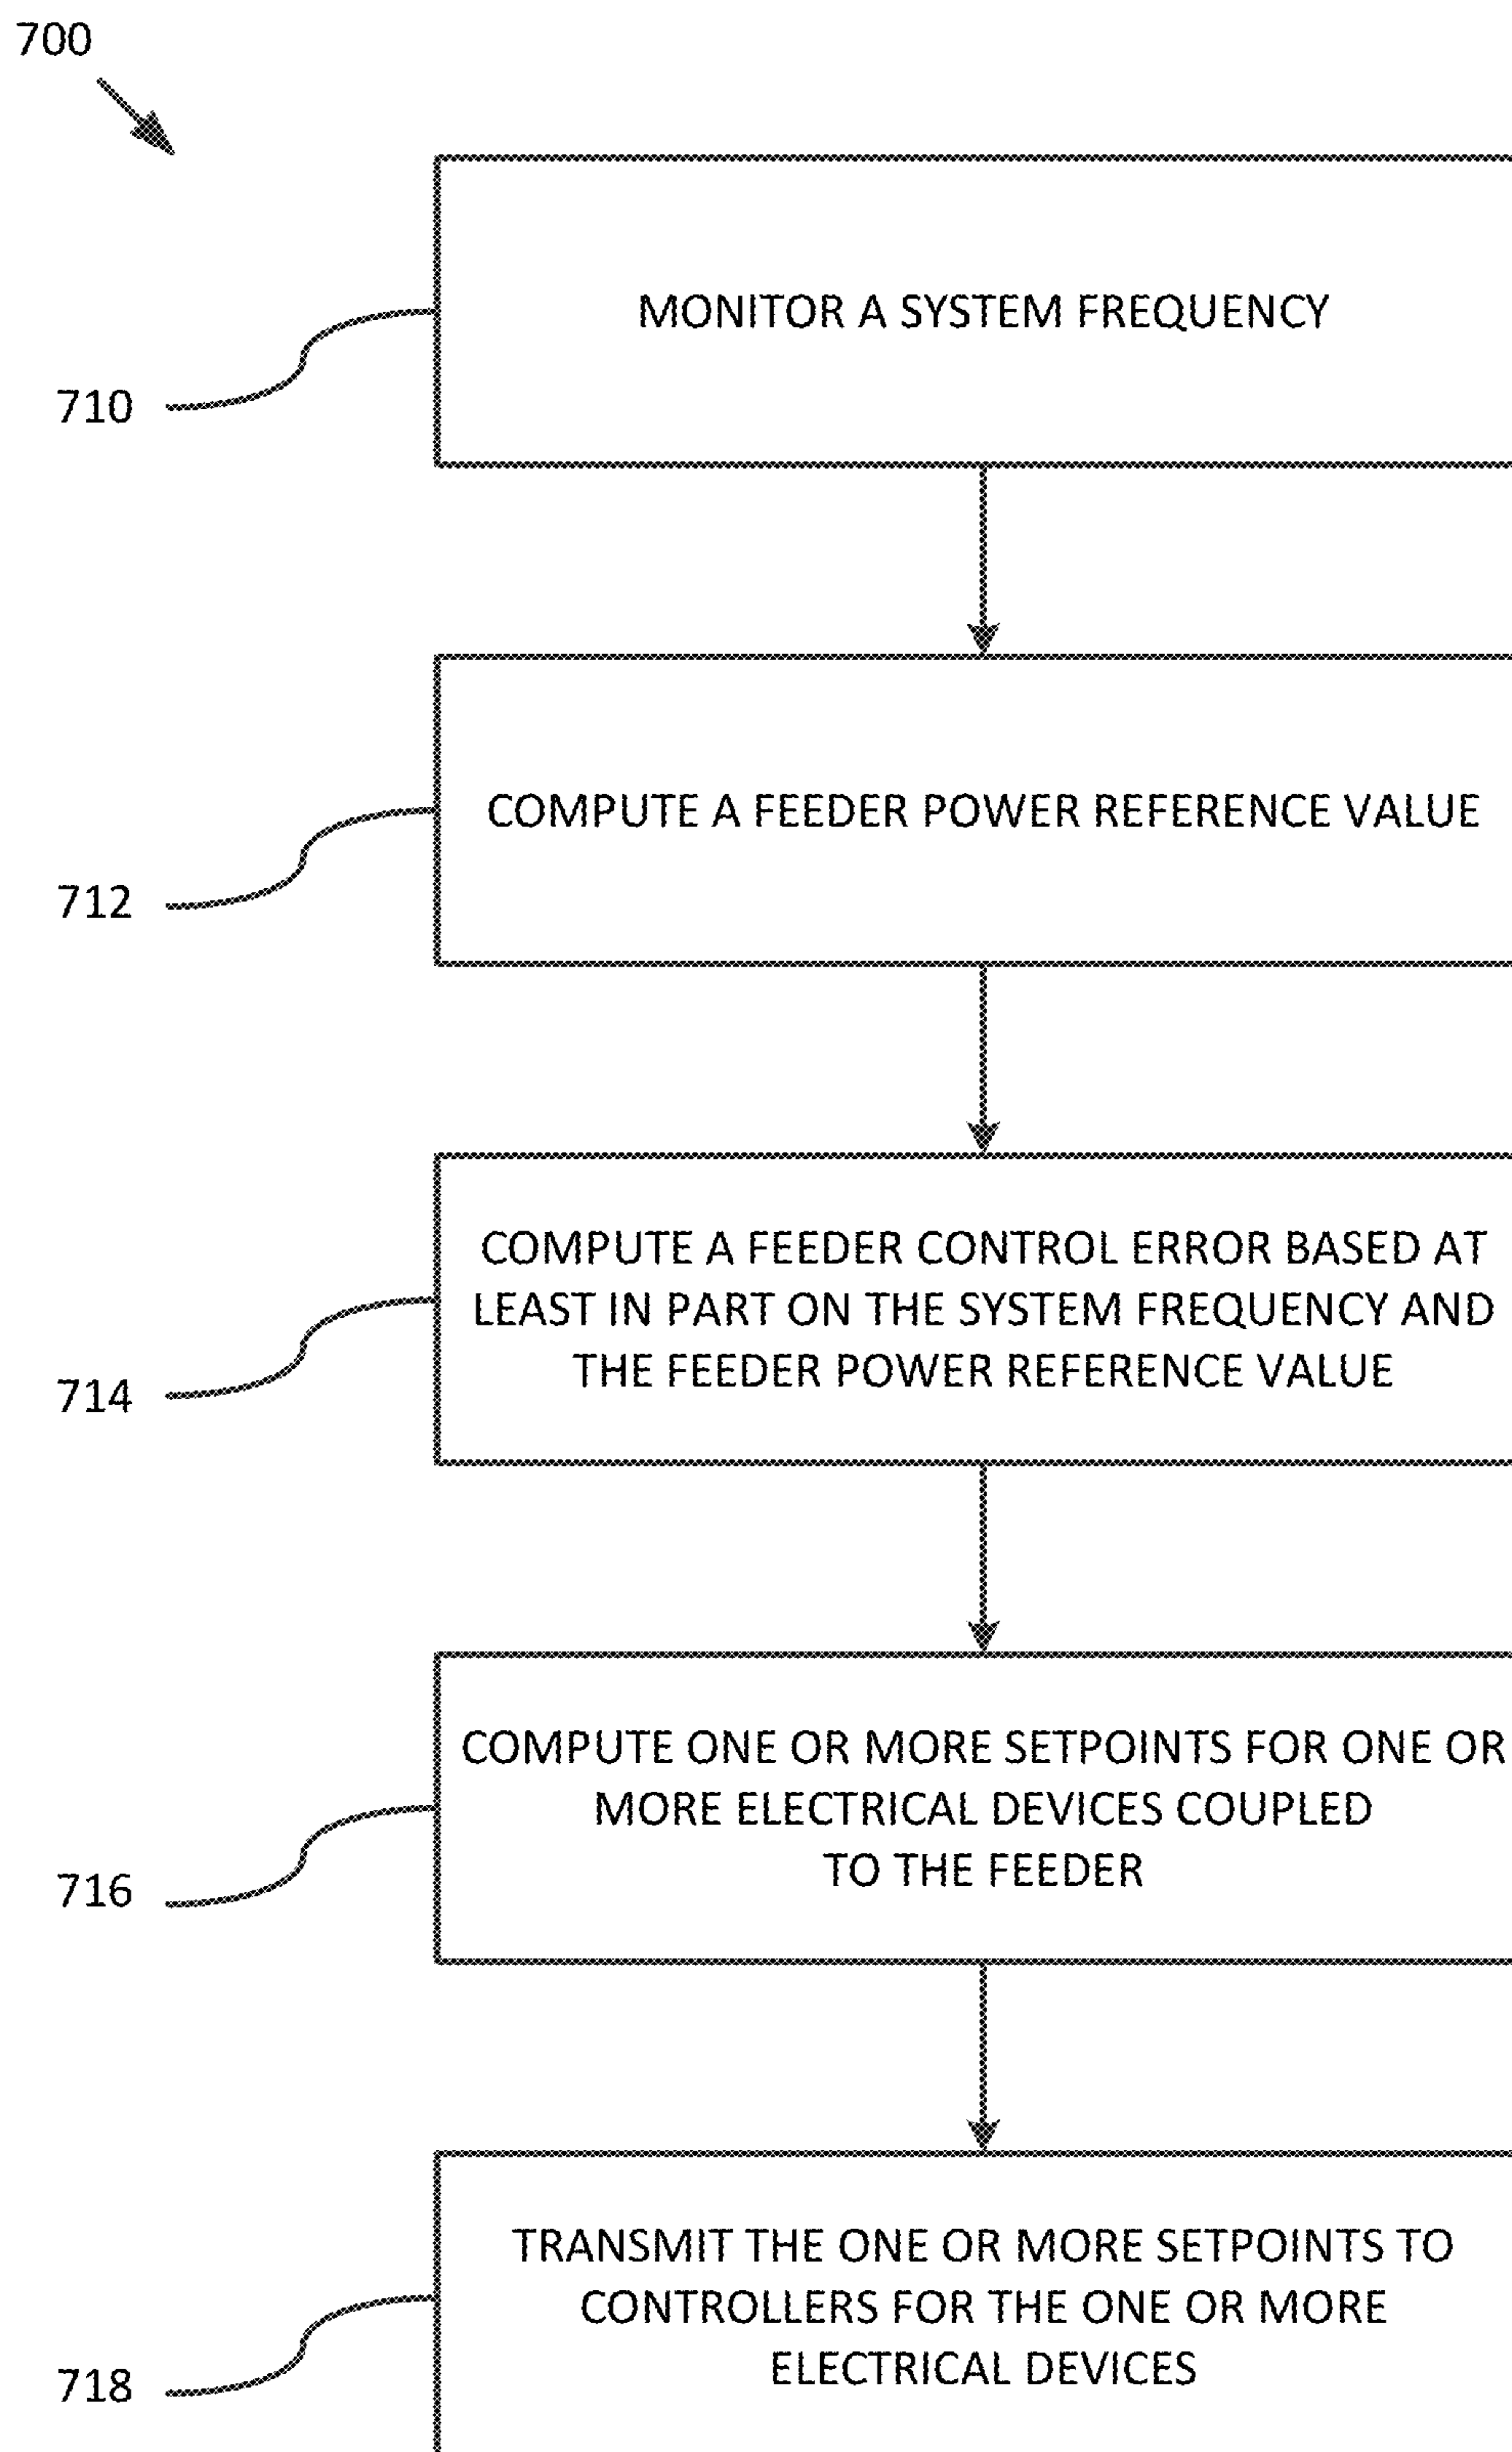 700
MONITOR A SYSTEM FREQUENCY
710
COMPUTE A FEEDER POWER REFERENCE VALUE
712
COMPUTE A FEEDER CONTROL ERROR BASED AT
LEAST IN PART ON THE SYSTEM FREQUENCY AND
THE FEEDER POWER REFERENCE VALUE
714
COMPUTE ONE OR MORE SETPOINTS FOR ONE OR
MORE ELECTRICAL DEVICES COUPLED
TO THE FEEDER
716
TRANSMIT THE ONE OR MORE SETPOINTS TO
CONTROLLERS FOR THE ONE OR MORE
ELECTRICAL DEVICES
718